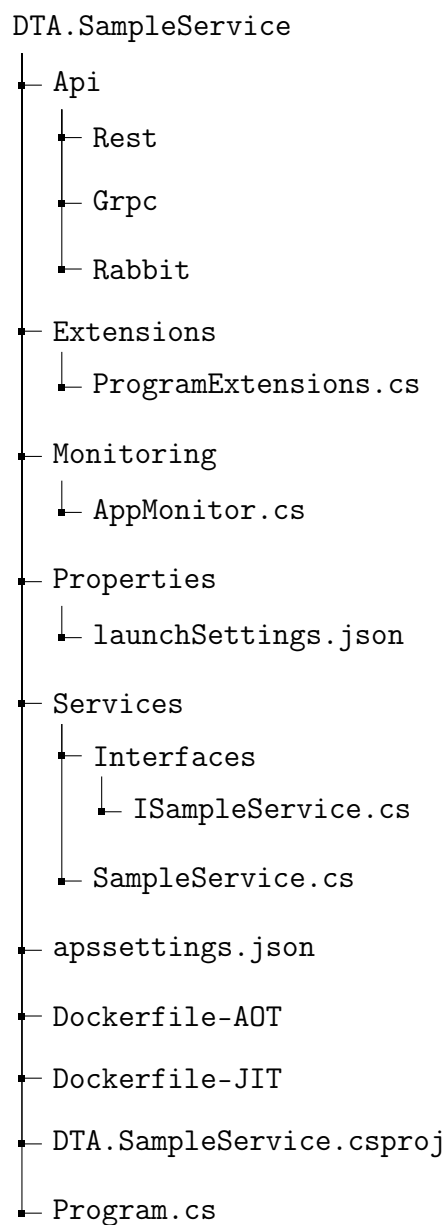 DTA.SampleService
Api
Rest
Grpc
Rabbit
Extensions
ProgramExtensions.cs
Monitoring
AppMonitor.cs
Properties
launchSettings.json
Services
Interfaces
ISampleService.cs
SampleService.cs
apssettings.json
Dockerfile-AOT
Dockerfile-JIT
DTA.SampleService.csproj
Program.cs